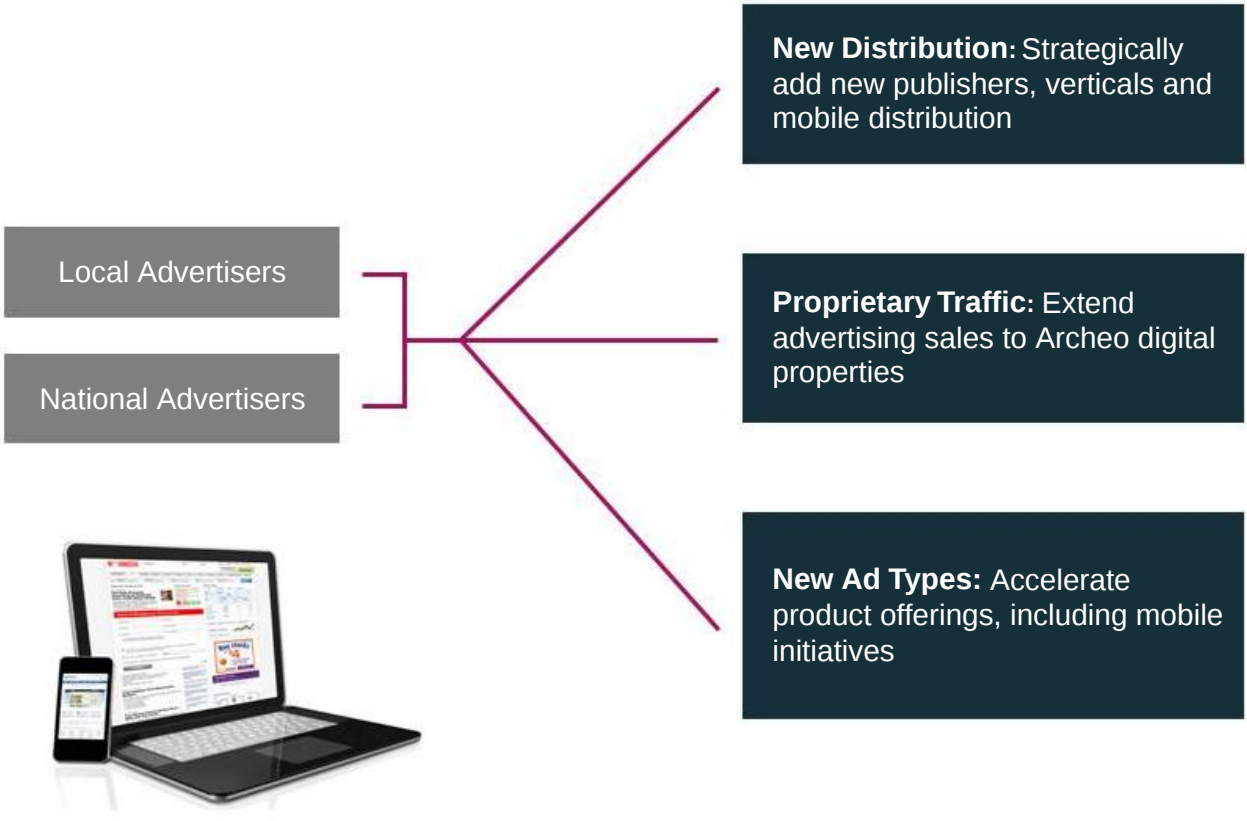 Local Advertisers
National Advertisers
New Distribution: Strategically
add new publishers, verticals and
mobile distribution
Proprietary Traffic: Extend
advertising sales to Archeo digital
properties
New Ad Types: Accelerate
product offerings, including mobile
initiatives